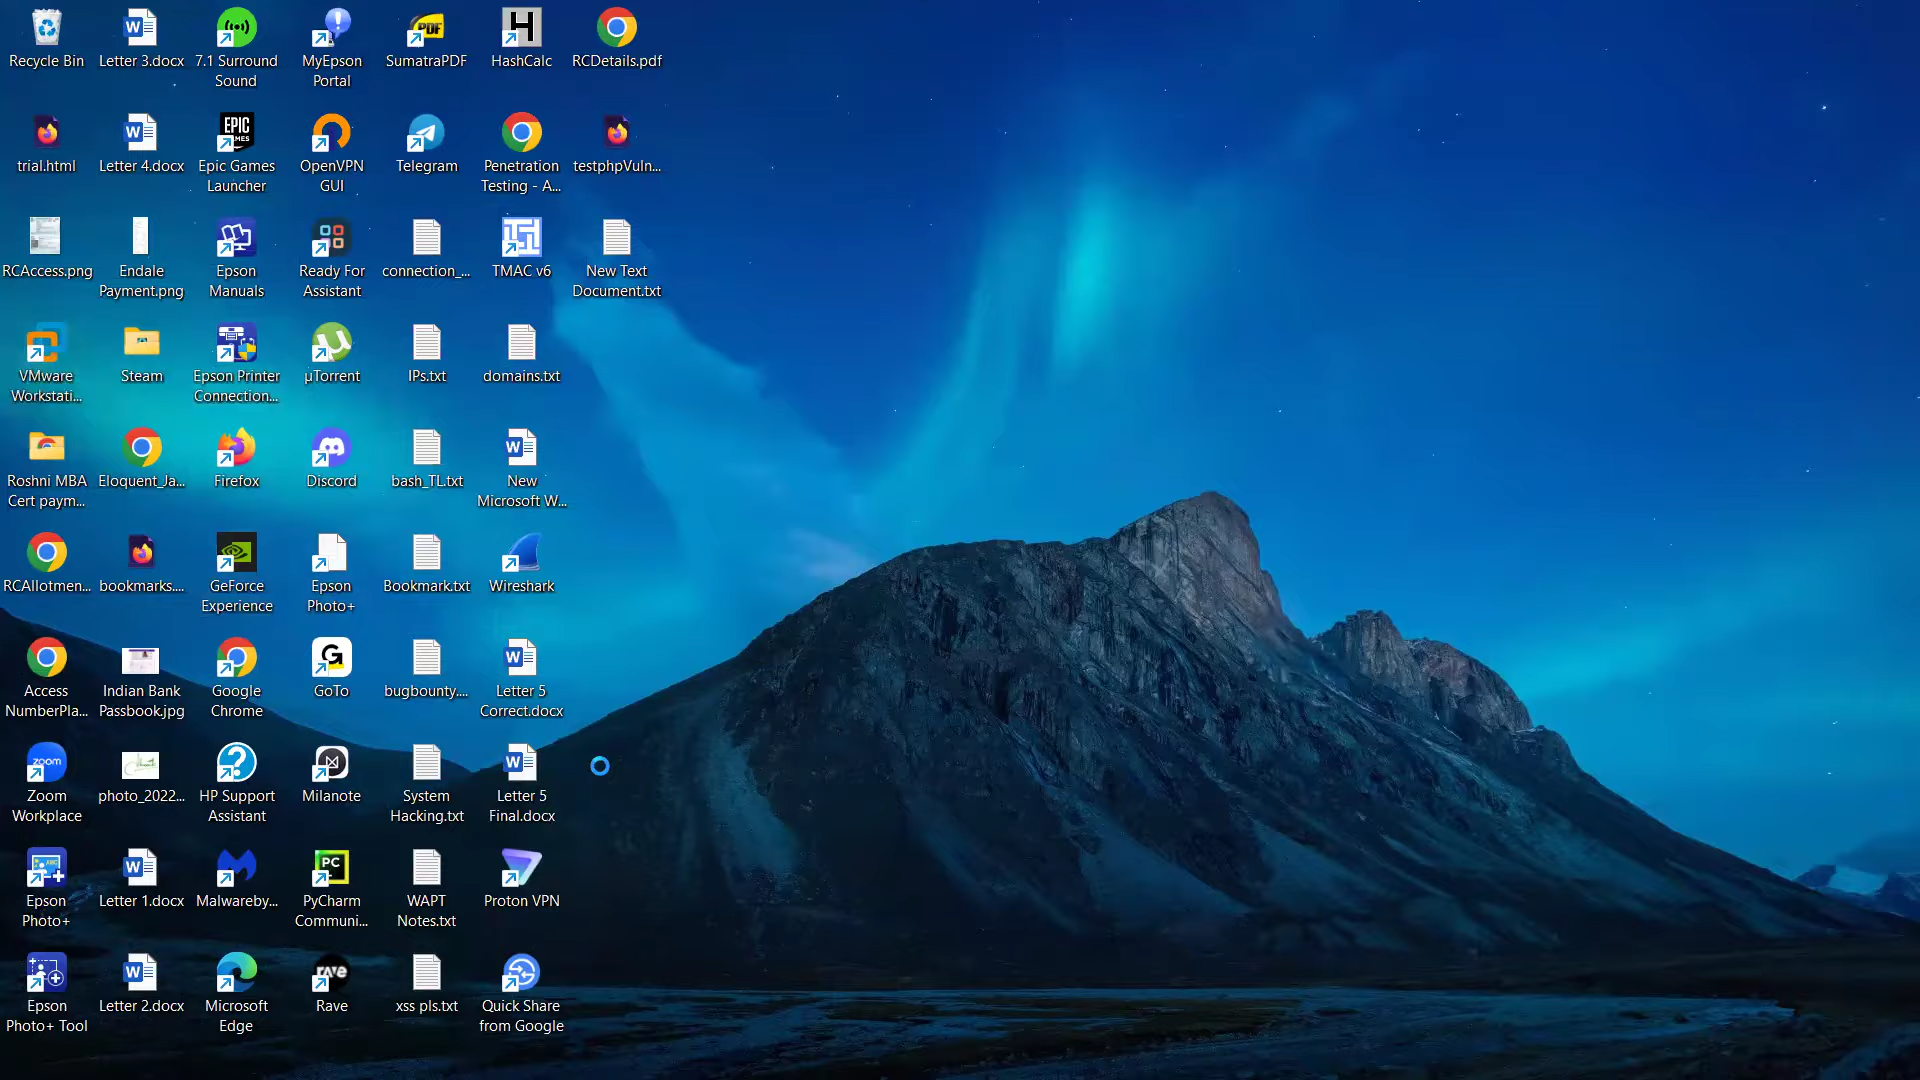 Recycle Bin
Letter 3.docx
7.1 Surround
Sound
MyEpson
Portal
SumatraPDF
HashCalc
RCDetails.pdf
trial.html
Letter 4.docx
Epic Games
Launcher
OpenVPN
GUI
Telegram
Penetration
Testing - A...
testphpVuln...
RCAccess.png
Endale
Payment.png
Epson
Manuals
Ready For
Assistant
connection_...
TMAC v6
New Text
Document.txt
VMware
Workstati...
Steam
Epson Printer
Connection...
µTorrent
IPs.txt
domains.txt
Roshni MBA
Cert paym...
Eloquent_Ja...
Firefox
Discord
bash_TL.txt
New
Microsoft W...
RCAllotmen...
bookmarks....
GeForce
Experience
Epson
Photo+
Bookmark.txt
Wireshark
Access
NumberPla...
Indian Bank
Passbook.jpg
Google
Chrome
GoTo
bugbounty....
Letter 5
Correct.docx
zoom
Zoom
Workplace
photo_2022...
HP Support
Assistant
Milanote
System
Hacking.txt
Letter 5
Final.docx
Epson
Photo+
Letter 1.docx
Malwareby...
PC
PyCharm
Communi...
WAPT
Notes.txt
Proton VPN
Epson
Photo+ Tool
Letter 2.docx
Microsoft
Edge
rave
Rave
xss pls.txt
Quick Share
from Google